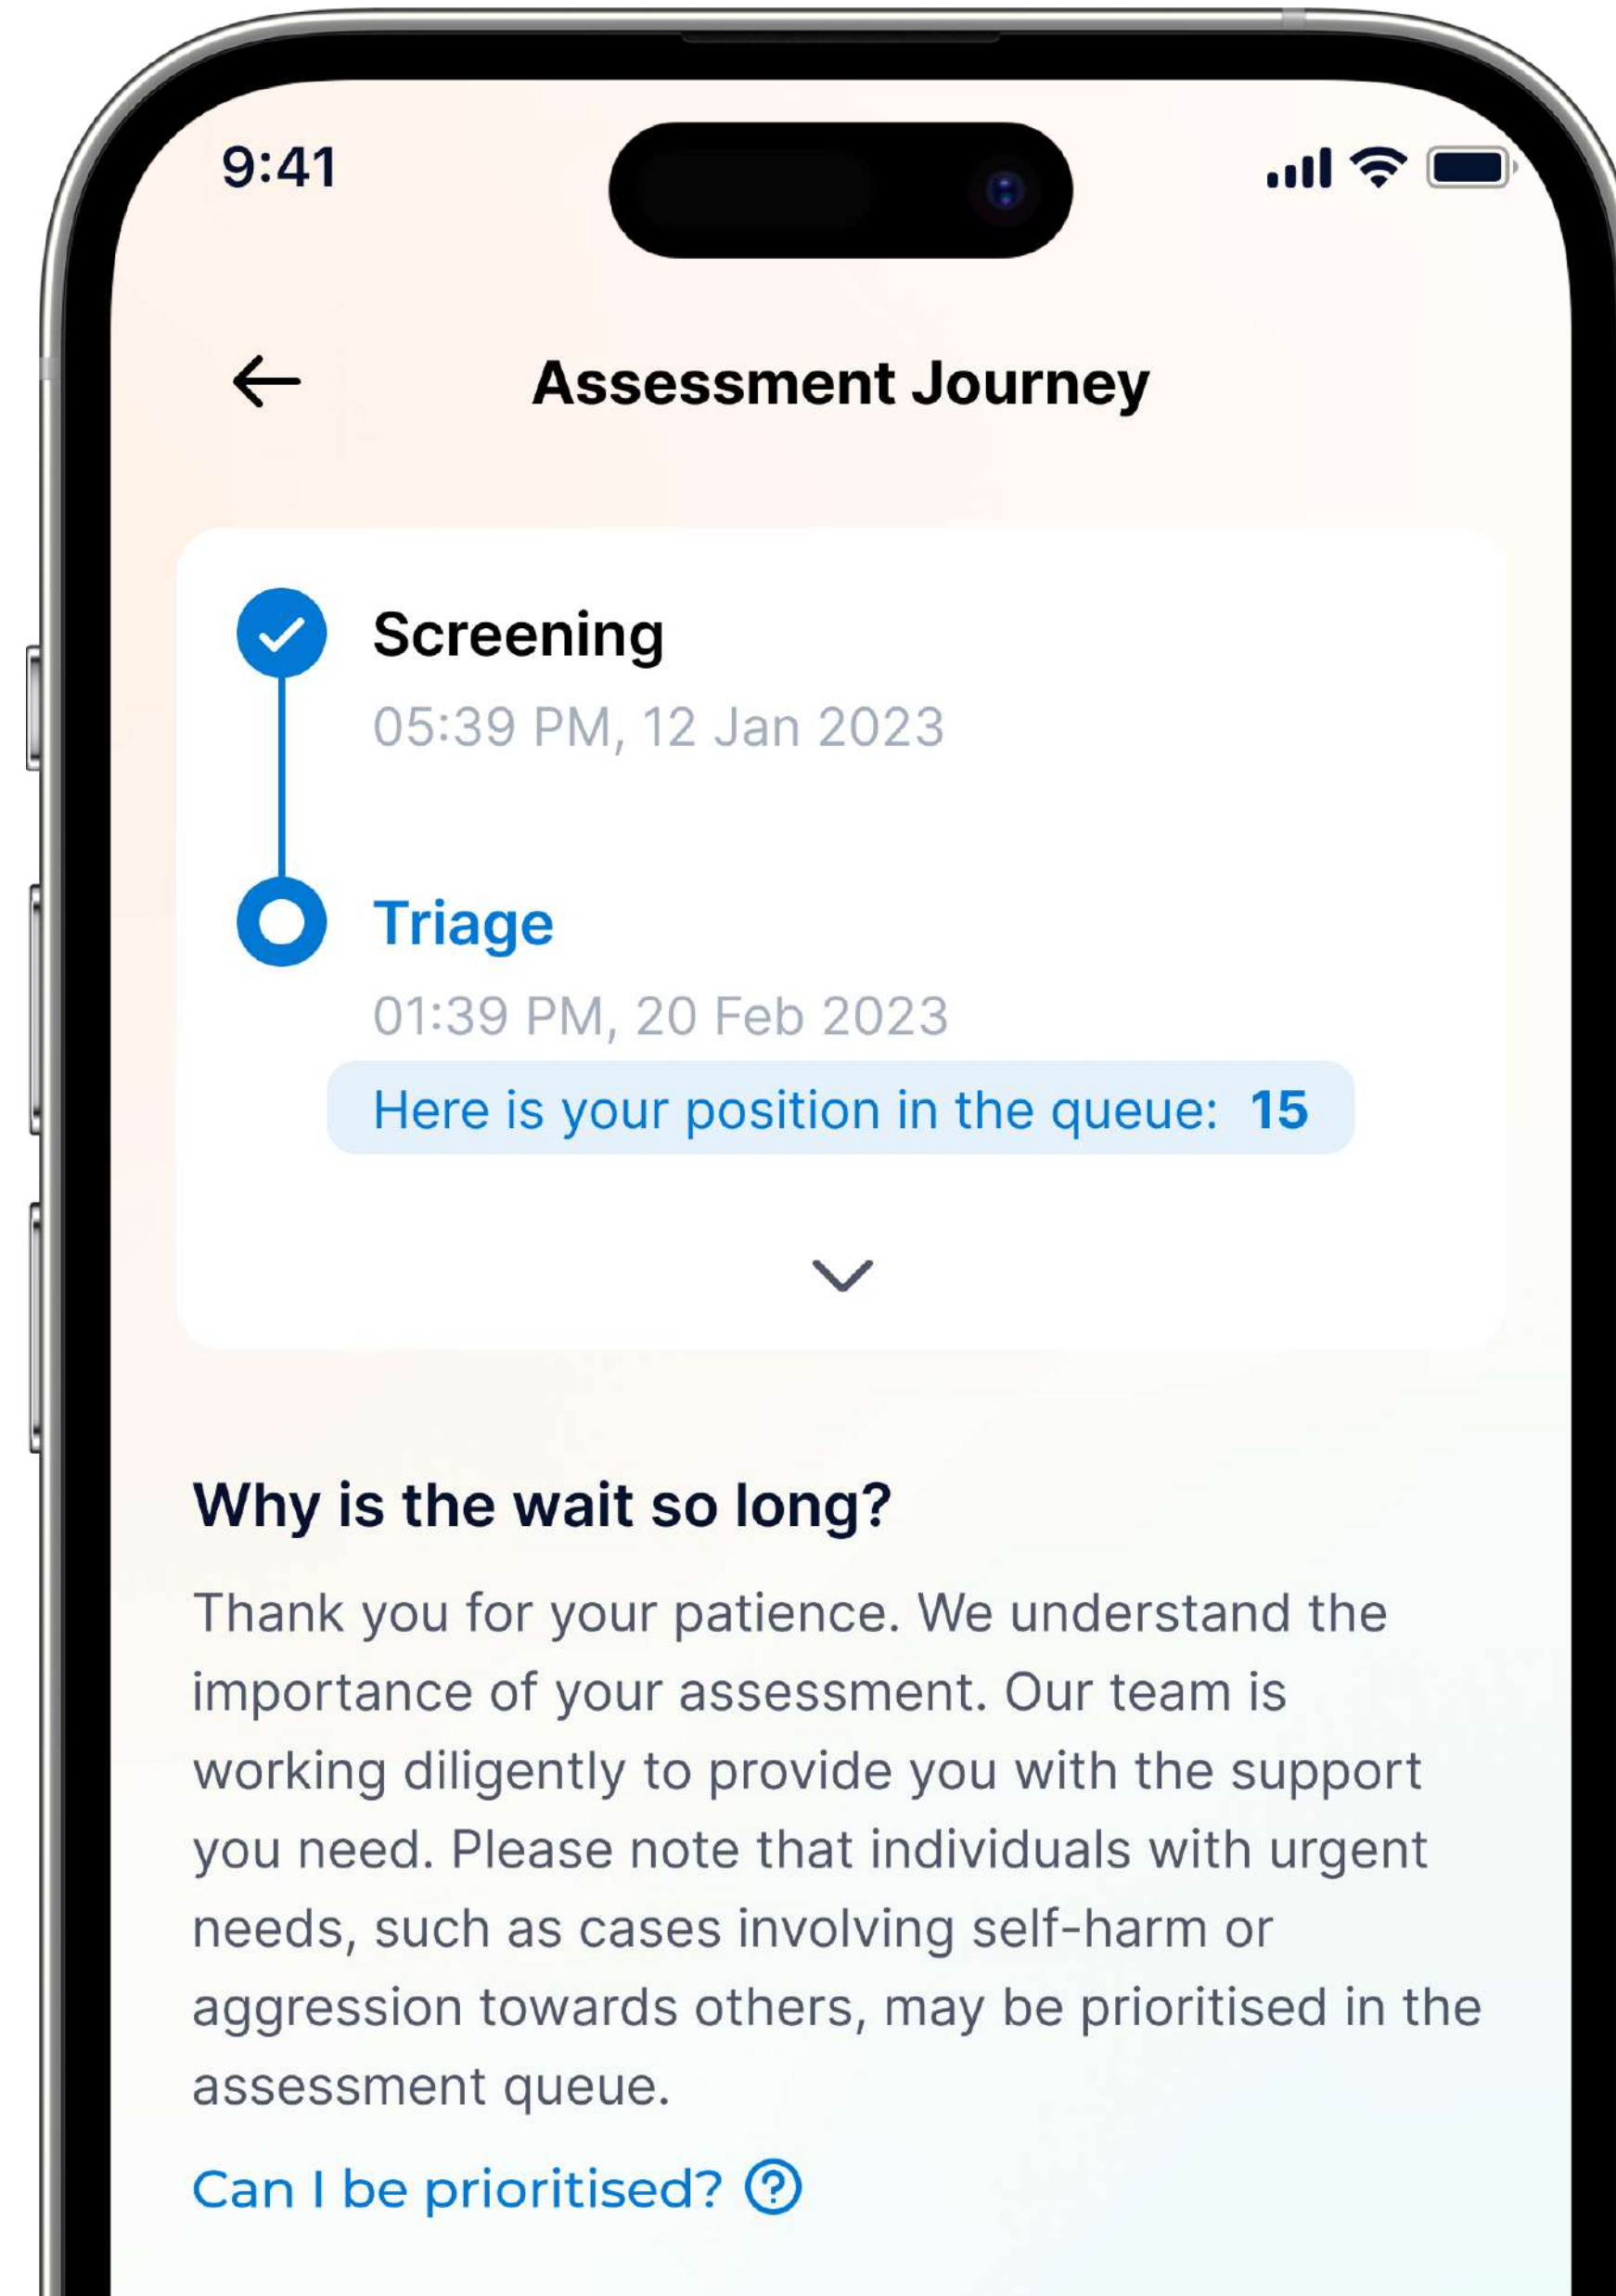 9:41
Assessment Journey
Screening
05:39 PM, 12 Jan 2023
Triage
01:39 PM, 20 Feb 2023
Here is your position in the queue: 15
Why is the wait so long?
Thank you for your patience. We understand the
importance of your assessment. Our team is
working diligently to provide you with the support
you need. Please note that individuals with urgent
needs, such as cases involving self-harm or
aggression towards others, may be prioritised in the
assessment queue.
Can I be prioritised? ?